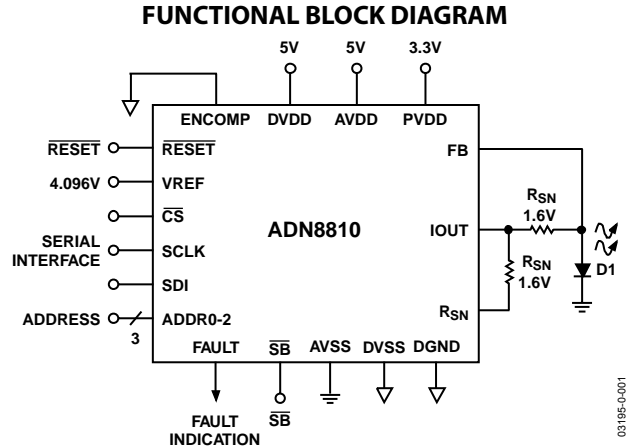 FUNCTIONAL BLOCK DIAGRAM
5V 5V 3.3V
ENCOMP DVDD AVDD PVDD
RESET RESET FB
4.096V VREF
RSN
1.6V
CS
ADN8810 IOUT
SERIAL
INTERFACE
SCLK
RSN
1.6V
D1
SDI
RSN
ADDRESS 3 ADDR0-2
FAULT SB AVSS DVSS DGND
FAULT
INDICATION
SB
03195-0-001